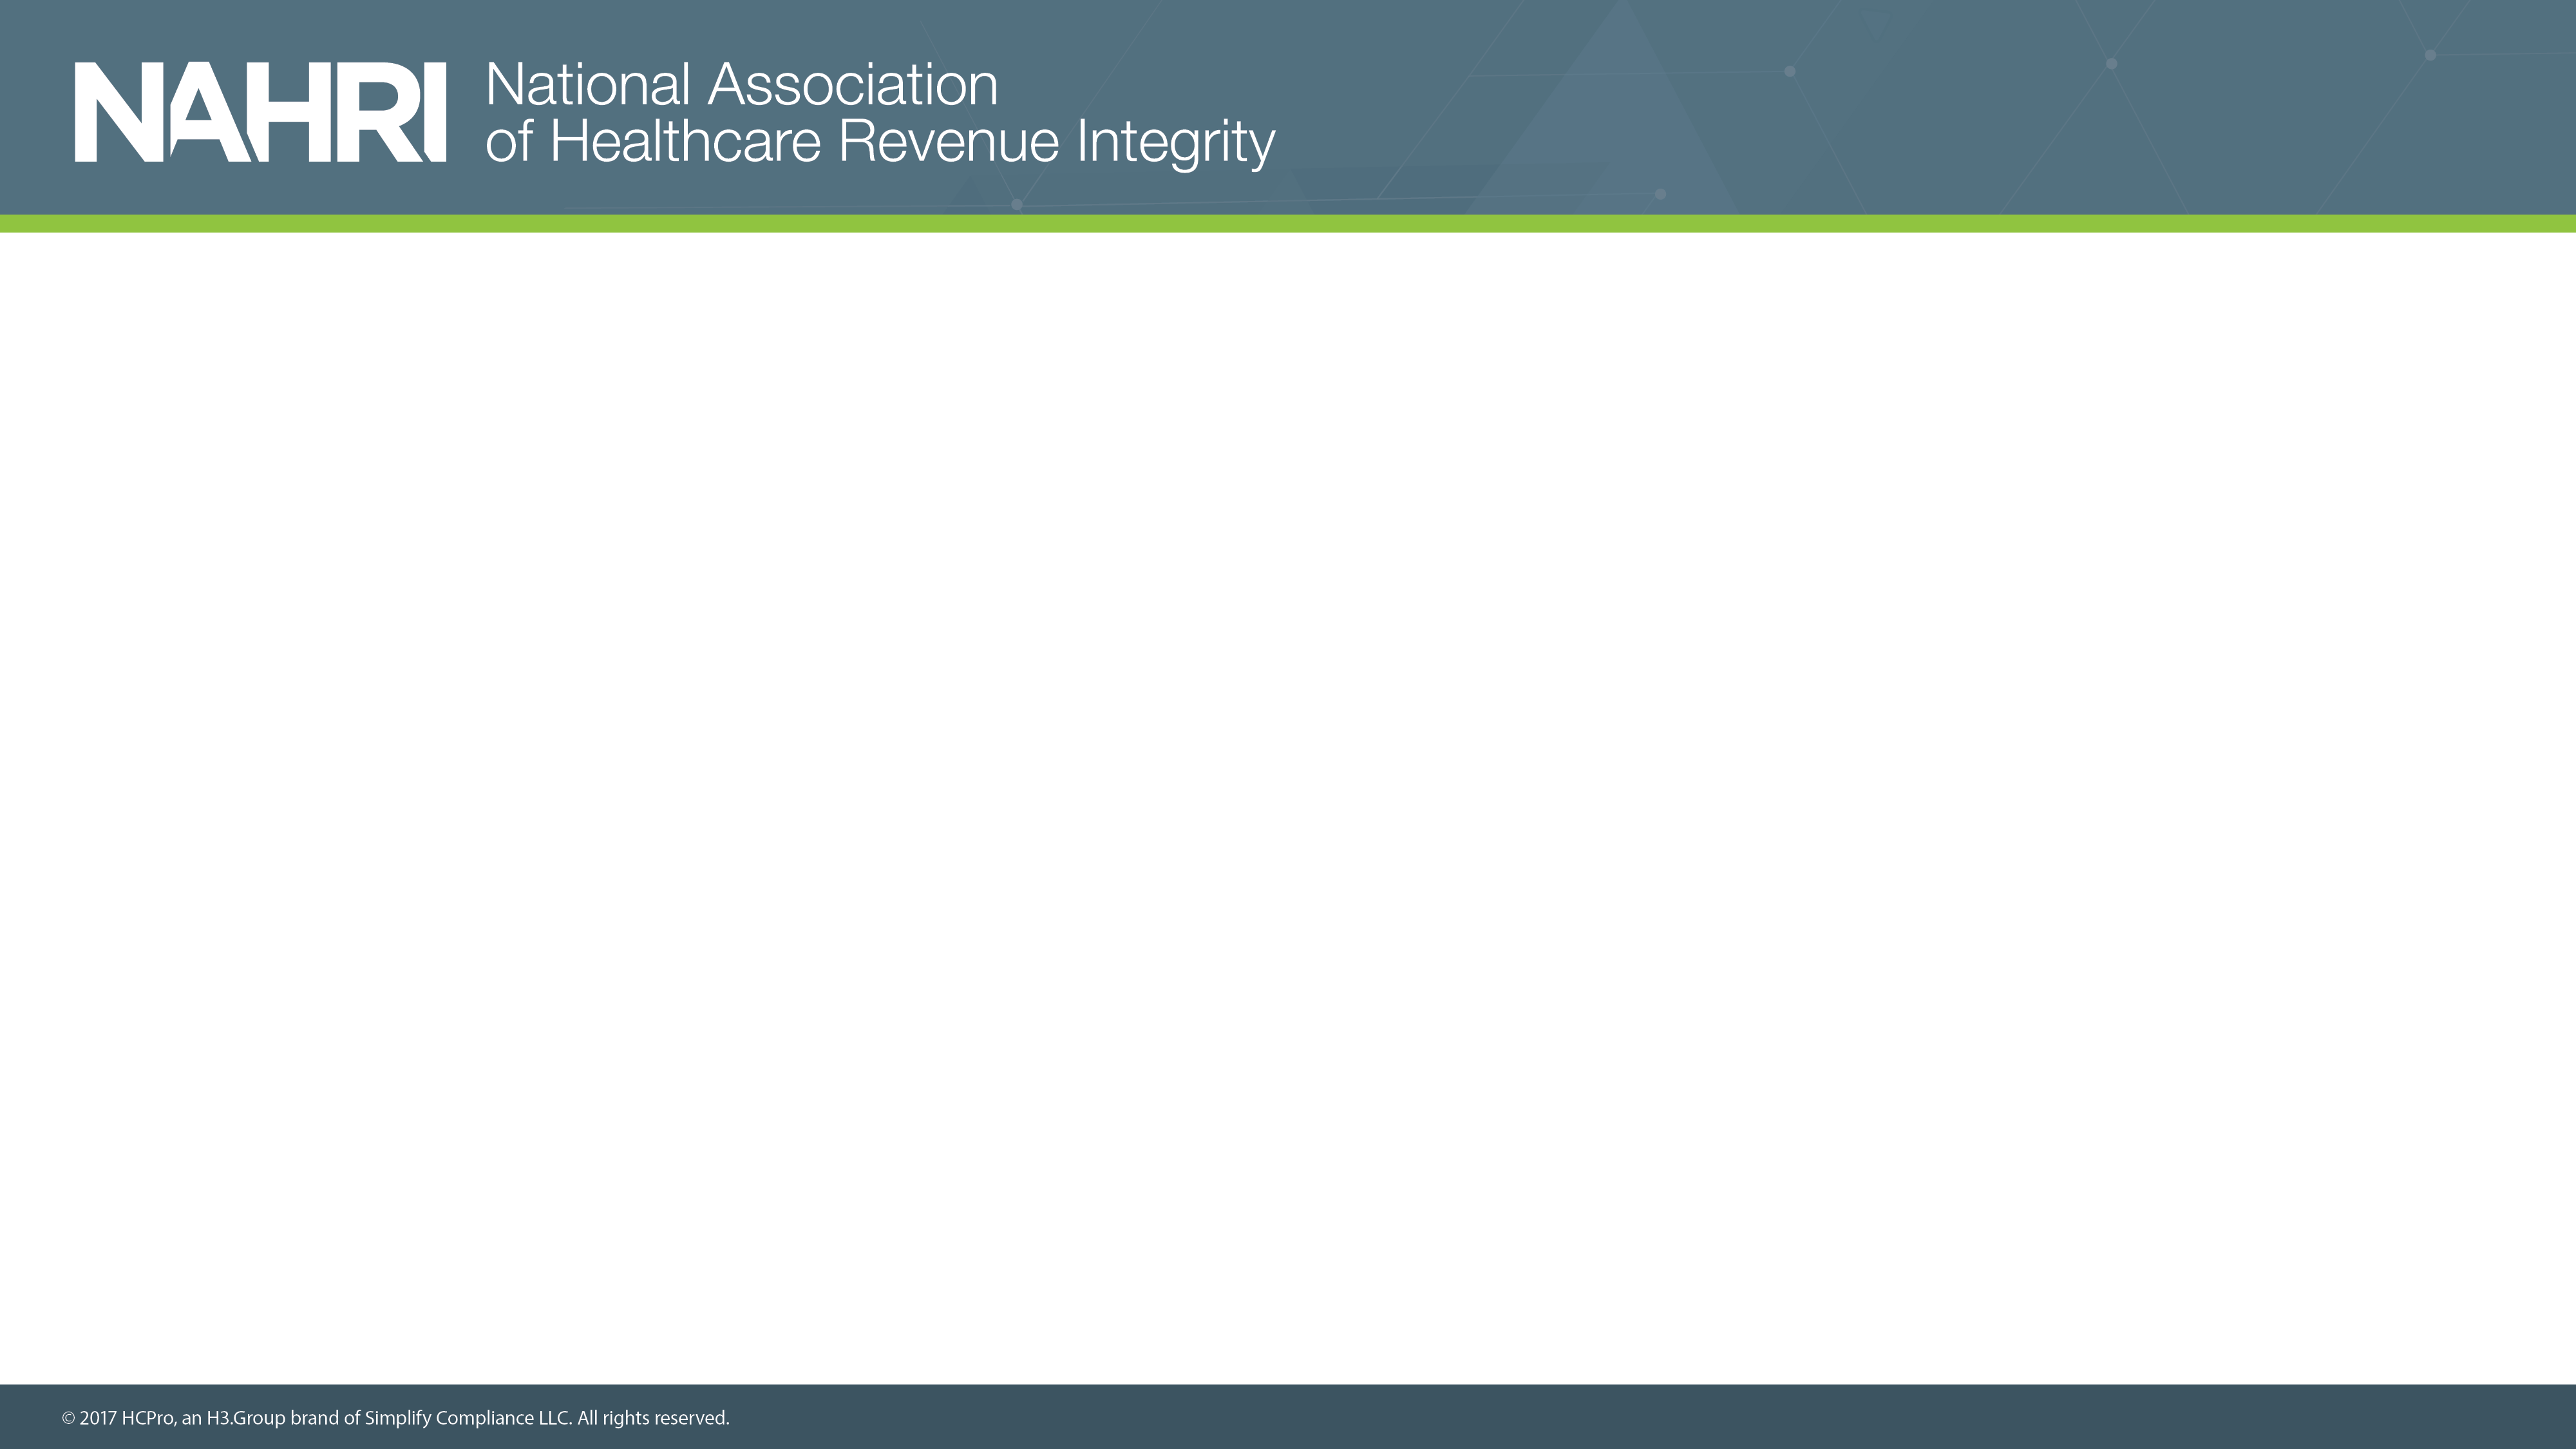 NAHRI
National Association
of Healthcare Revenue Integrity
© 2017 HCPro, an H3.Group brand of Simplify Compliance LLC. All rights reserved.